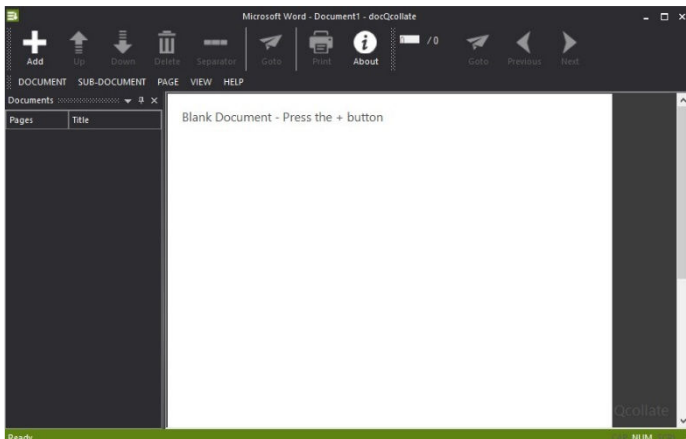 Microsoft Word - Document1 - docQcollate
Add Up Down Delete Separator Goto Print About / 0 Goto Previous Next
DOCUMENT SUB-DOCUMENT PAGE VIEW HELP
Documents
Pages Title
Blank Document - Press the + button
Qcollate
Ready NUM